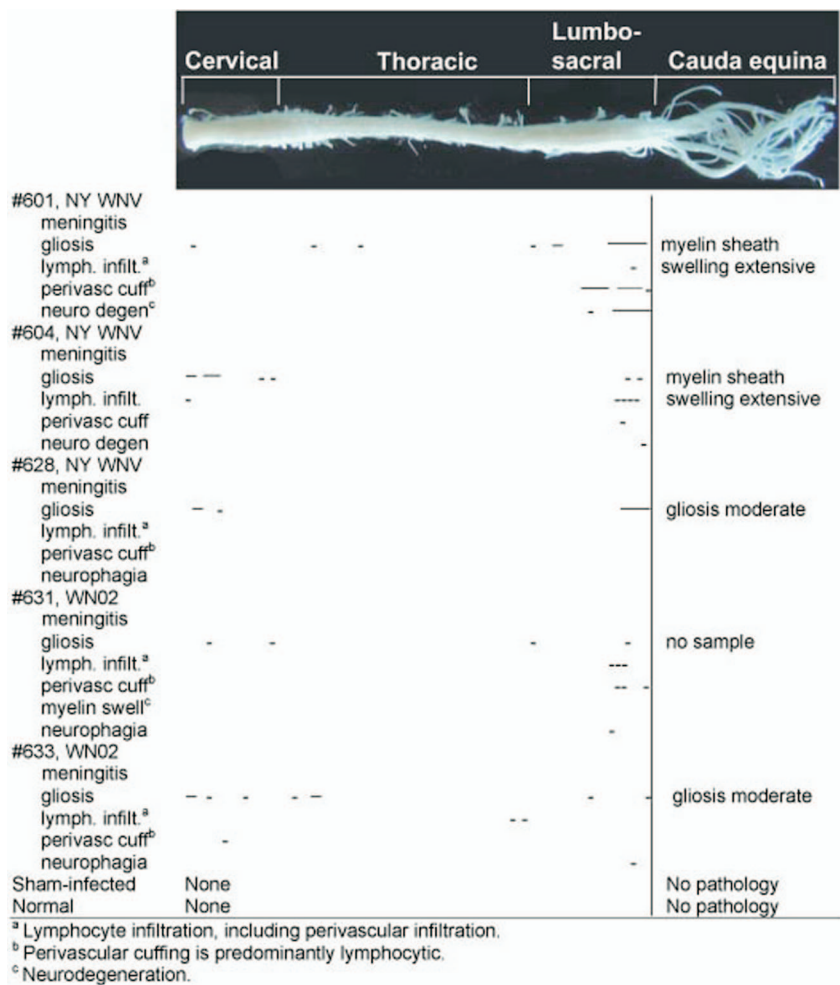 Cervical Thoracic Lumbo-sacral Cauda equina
#601, NY WNV
meningitis
gliosis myelin sheath
lymph. infilt.a swelling extensive
perivasc cuffb
neuro degenc
#604, NY WNV
meningitis
gliosis myelin sheath
lymph. infilt. swelling extensive
perivasc cuff
neuro degen
#628, NY WNV
meningitis
gliosis gliosis moderate
lymph. infilt.a
perivasc cuffb
neurophagia
#631, WN02
meningitis
gliosis no sample
lymph. infilt.a
perivasc cuffb
myelin swellc
neurophagia
#633, WN02
meningitis
gliosis gliosis moderate
lymph. infilt.a
perivasc cuffb
neurophagia
Sham-infected None No pathology
Normal None No pathology
a Lymphocyte infiltration, including perivascular infiltration.
b Perivascular cuffing is predominantly lymphocytic.
c Neurodegeneration.